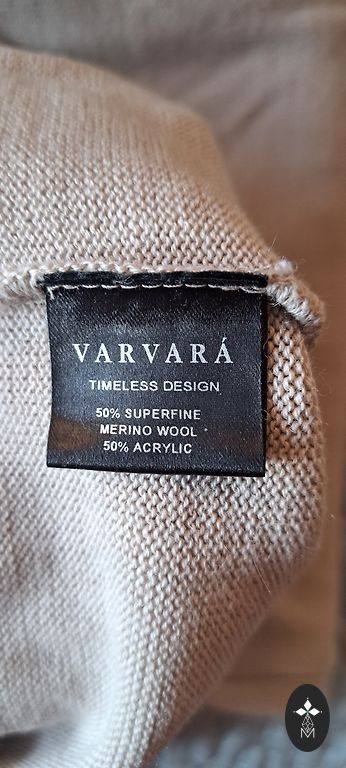 VARVARÁ
TIMELESS DESIGN
50% SUPERFINE
MERINO WOOL
50% ACRYLIC